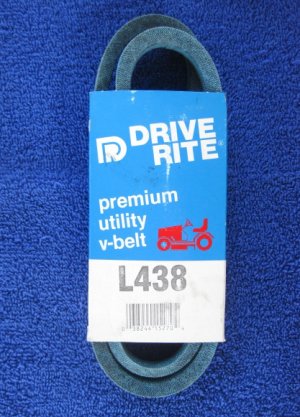 DRIVE
RITE®
premium
utility
v-belt
L438